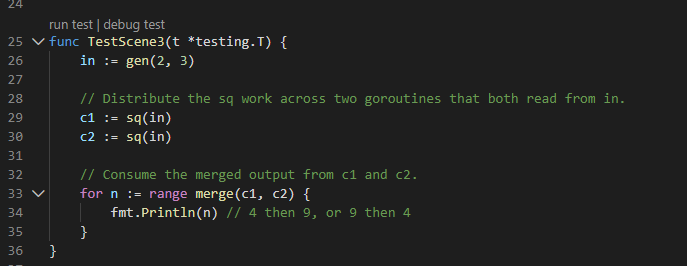 24
run test | debug test
25 func TestScene3(t *testing.T) {
26 in := gen(2, 3)
27
28 // Distribute the sq work across two goroutines that both read from in.
29 c1 := sq(in)
30 c2 := sq(in)
31
32 // Consume the merged output from c1 and c2.
33 for n := range merge(c1, c2) {
34 fmt.Println(n) // 4 then 9, or 9 then 4
35 }
36 }